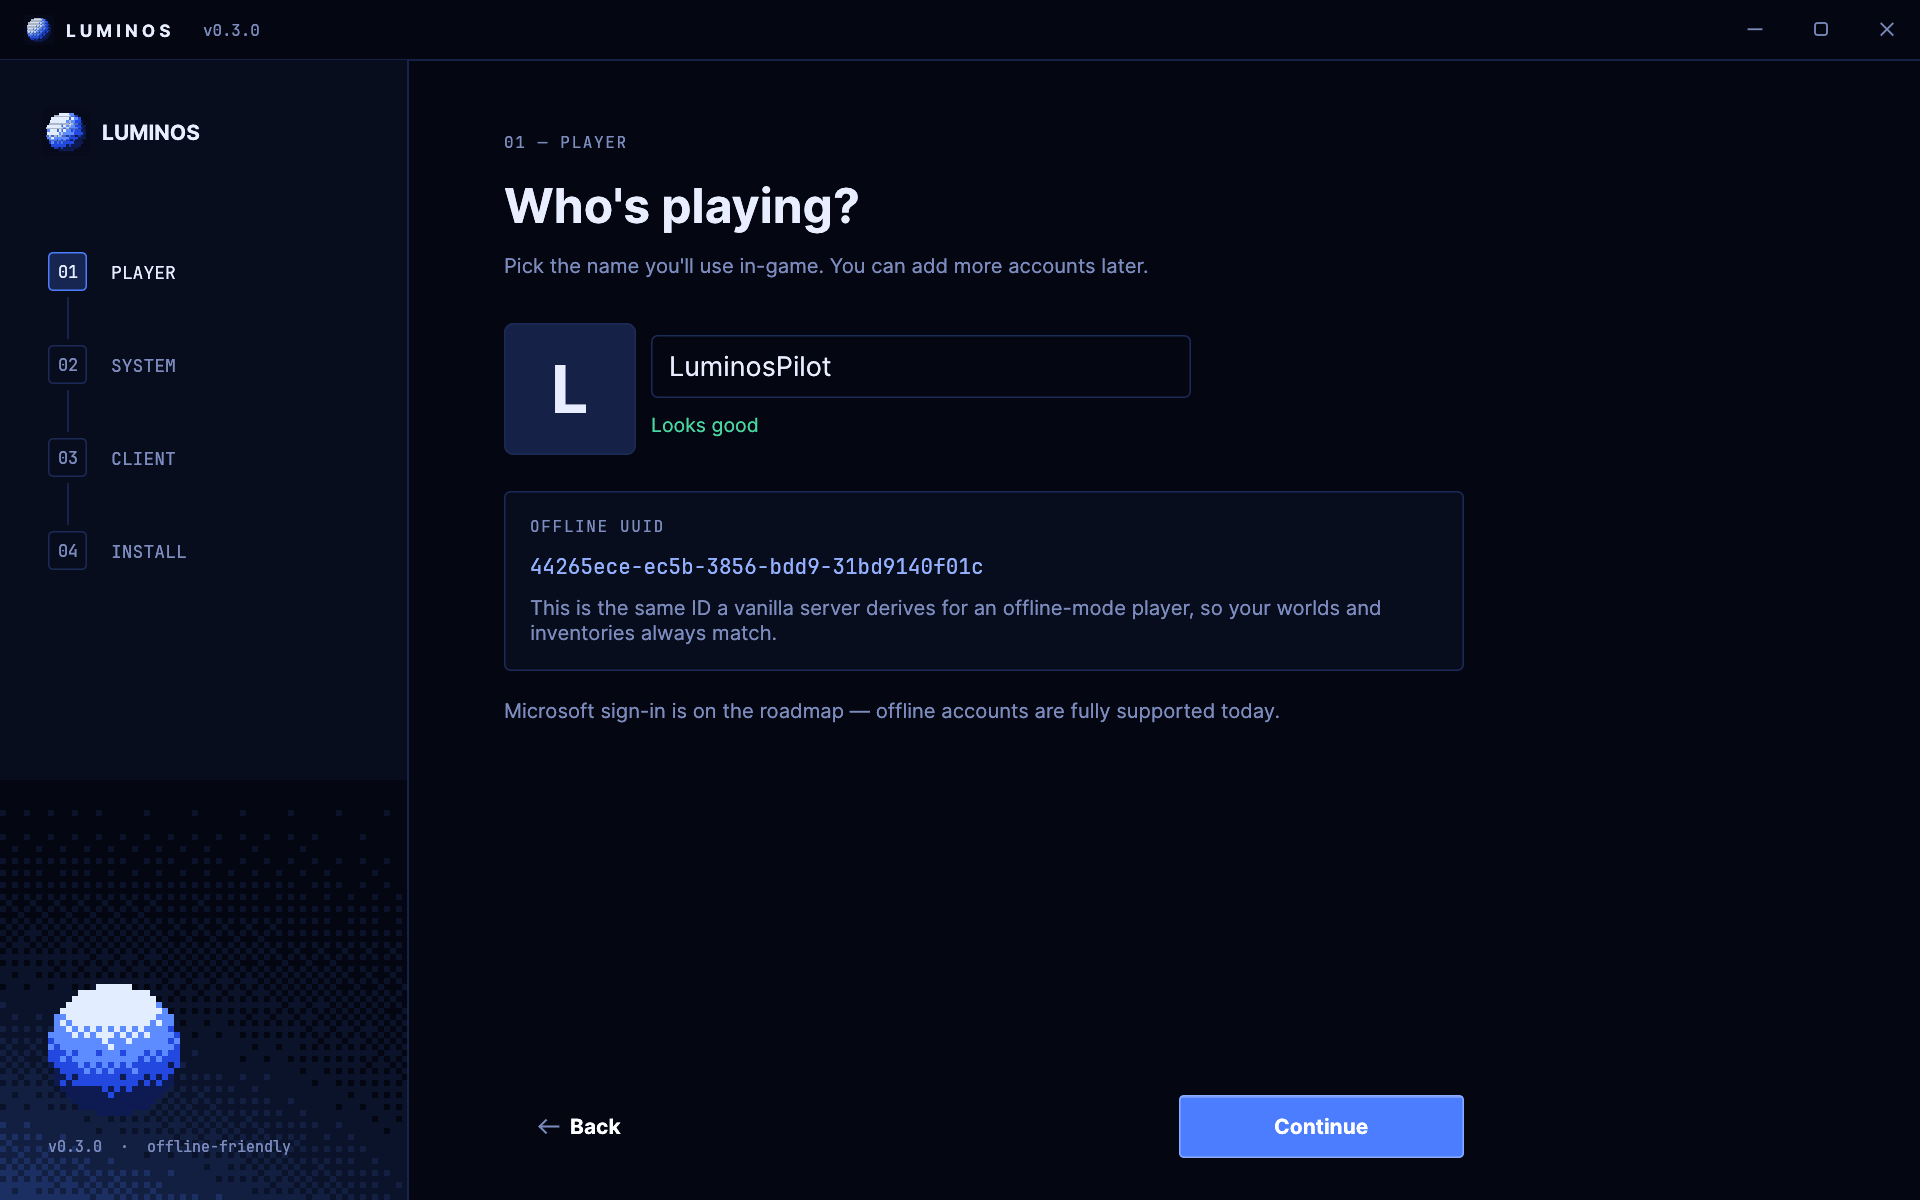 LUMINOS v0.3.0
LUMINOS
01 PLAYER
02 SYSTEM
03 CLIENT
04 INSTALL
v0.3.0 · offline-friendly
01 — PLAYER
Who's playing?
Pick the name you'll use in-game. You can add more accounts later.
L
LuminosPilot
Looks good
OFFLINE UUID
44265ece-ec5b-3856-bdd9-31bd9140f01c
This is the same ID a vanilla server derives for an offline-mode player, so your worlds and
inventories always match.
Microsoft sign-in is on the roadmap — offline accounts are fully supported today.
← Back
Continue